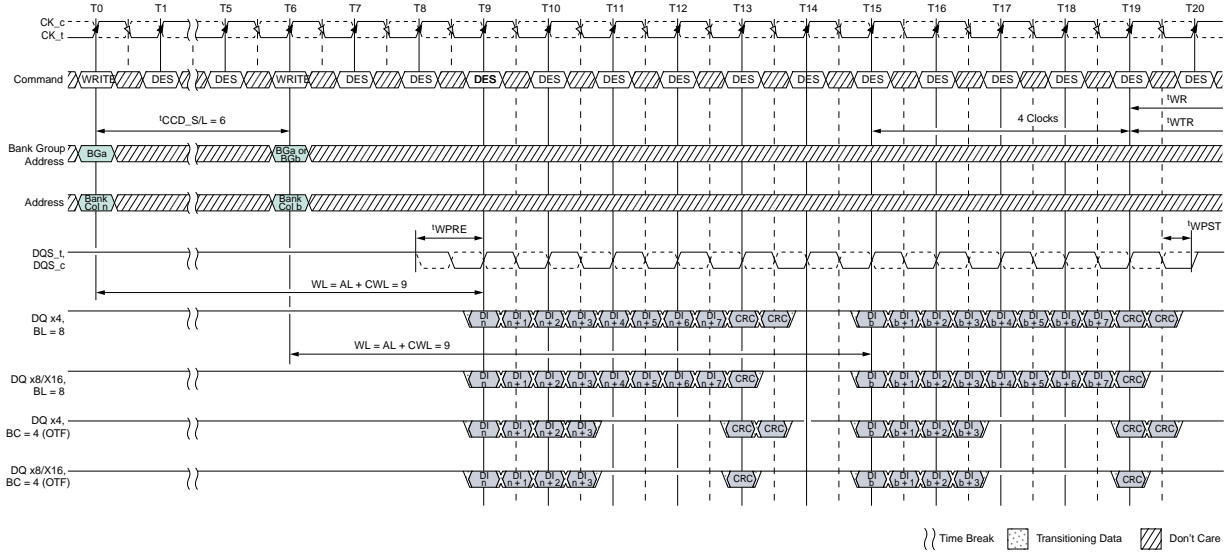 T0 T1 T5 T6 T7 T8 T9 T10 T11 T12 T13 T14 T15 T16 T17 T18 T19 T20
CK_c
CK_t
Command WRITE DES DES WRITE DES DES DES DES DES DES DES DES DES DES DES DES DES DES
tWR
tCCD_S/L = 6 4 Clocks tWTR
Bank Group
Address
BGa
BGa or
BGb
Address
Bank
Col n
Bank
Col b
tWPRE tWPST
DQS_t,
DQS_c
WL = AL + CWL = 9
DQ x4,
BL = 8
DI n DI n + 1 DI n + 2 DI n + 3 DI n + 4 DI n + 5 DI n + 6 DI n + 7 CRC CRC DI b DI b + 1 DI b + 2 DI b + 3 DI b + 4 DI b + 5 DI b + 6 DI b + 7 CRC CRC
WL = AL + CWL = 9
DQ x8/X16,
BL = 8
DI n DI n + 1 DI n + 2 DI n + 3 DI n + 4 DI n + 5 DI n + 6 DI n + 7 CRC DI b DI b + 1 DI b + 2 DI b + 3 DI b + 4 DI b + 5 DI b + 6 DI b + 7 CRC
DQ x4,
BC = 4 (OTF)
DI n DI n + 1 DI n + 2 DI n + 3 CRC CRC DI b DI b + 1 DI b + 2 DI b + 3 CRC CRC
DQ x8/X16,
BC = 4 (OTF)
DI n DI n + 1 DI n + 2 DI n + 3 CRC DI b DI b + 1 DI b + 2 DI b + 3 CRC
Time Break Transitioning Data Don't Care